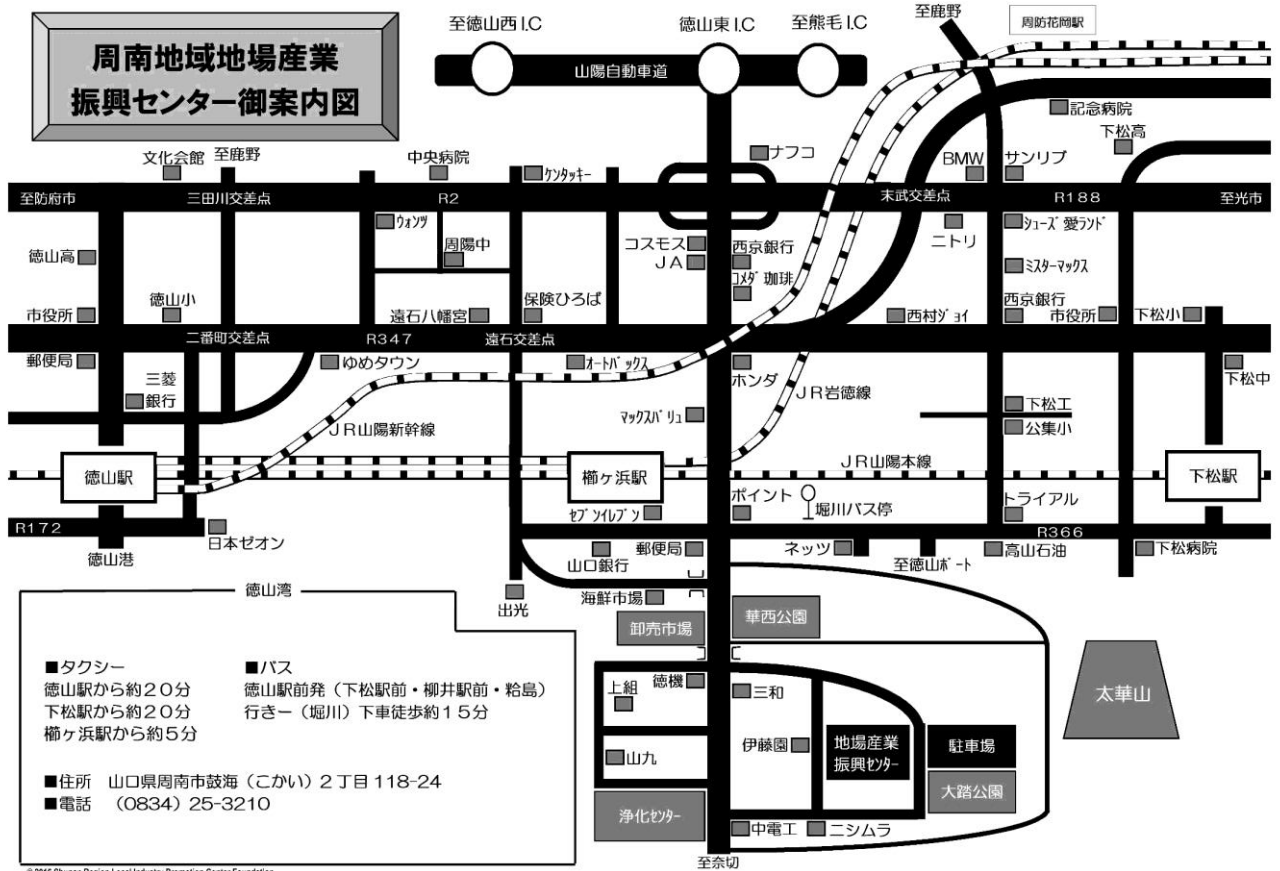 周南地域地場産業
振興センター御案内図
至徳山西I.C
徳山東I.C
至熊毛I.C
至鹿野
周防花岡駅
山陽自動車道
記念病院
下松高
文化会館
至鹿野
中央病院
ケンタッキー
ナフコ
BMW
サンリブ
至防府市
三田川交差点
R2
末武交差点
R188
至光市
ウォンツ
周陽中
コスモス
西京銀行
ニトリ
シューズ愛ランド
徳山高
JA
コメダ珈琲
ミスターマックス
市役所
徳山小
遠石八幡宮
保険ひろば
西村ジョイ
西京銀行
市役所
下松小
二番町交差点
R347
遠石交差点
郵便局
三菱
銀行
ゆめタウン
オートバックス
ホンダ
下松中
JR岩徳線
JR山陽新幹線
マックスバリュ
下松工
公集小
JR山陽本線
徳山駅
櫛ヶ浜駅
下松駅
ポイント
堀川バス停
トライアル
セブンイレブン
R172
日本ゼオン
R366
徳山港
山口銀行
郵便局
ネッツ
至徳山ポート
高山石油
下松病院
徳山湾
出光
海鮮市場
卸売市場
華西公園
■タクシー
徳山駅から約20分
下松駅から約20分
櫛ヶ浜駅から約5分
■バス
徳山駅前発(下松駅前・柳井駅前・粭島)
行きー(堀川)下車徒歩約15分
■住所 山口県周南市鼓海(こかい)2丁目118-24
■電話 (0834)25-3210
上組
徳機
三和
太華山
山九
伊藤園
地場産業
振興センター
駐車場
大踏公園
浄化センター
中電工
ニシムラ
至奈切
© 2016 Shunan Region Local Industry Promotion Center Foundation